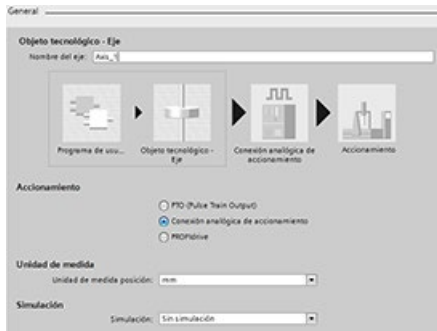 General
Objeto tecnológico - Eje
Nombre del eje: Axis_1
Programa de usu...
Objeto tecnológico - Eje
Conexión analógica de accionamiento
Accionamiento
Accionamiento
PTO (Pulse Train Output)
Conexión analógica de accionamiento
PROFIdrive
Unidad de medida
Unidad de medida posición: mm
Simulación
Simulación: Sin simulación